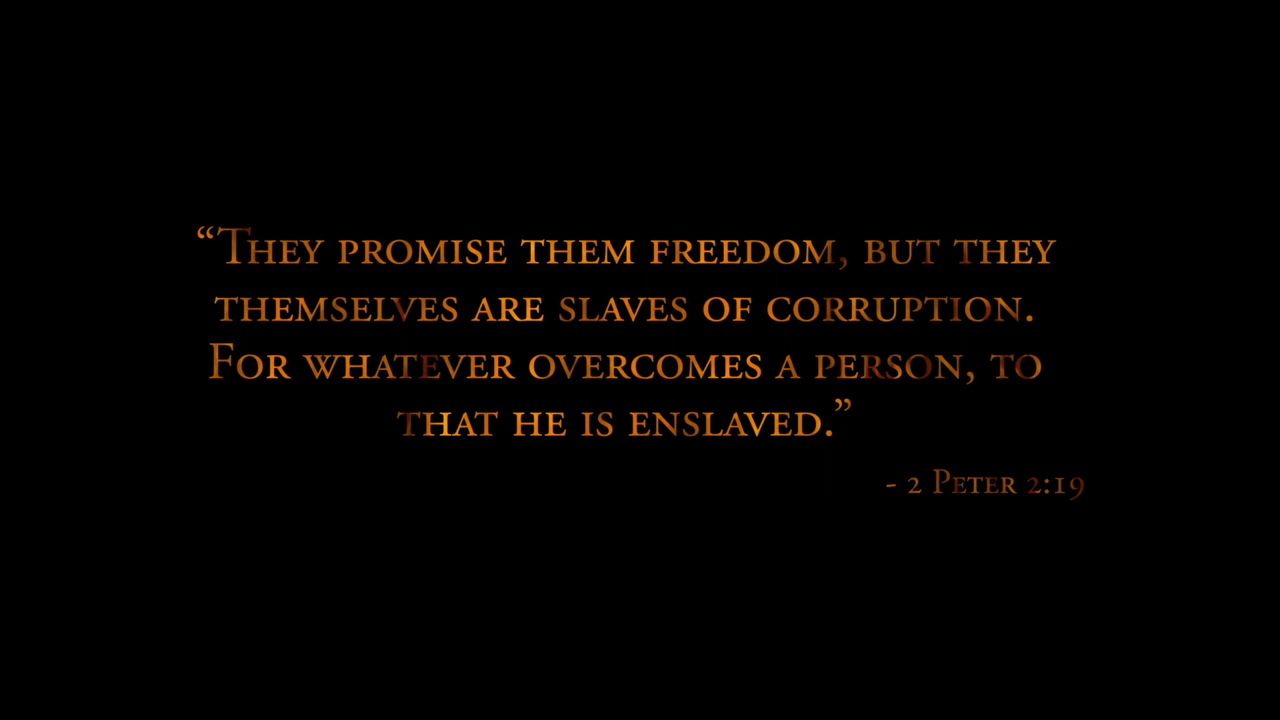 “They promise them freedom, but they
themselves are slaves of corruption.
For whatever overcomes a person, to
that he is enslaved.”
- 2 Peter 2:19